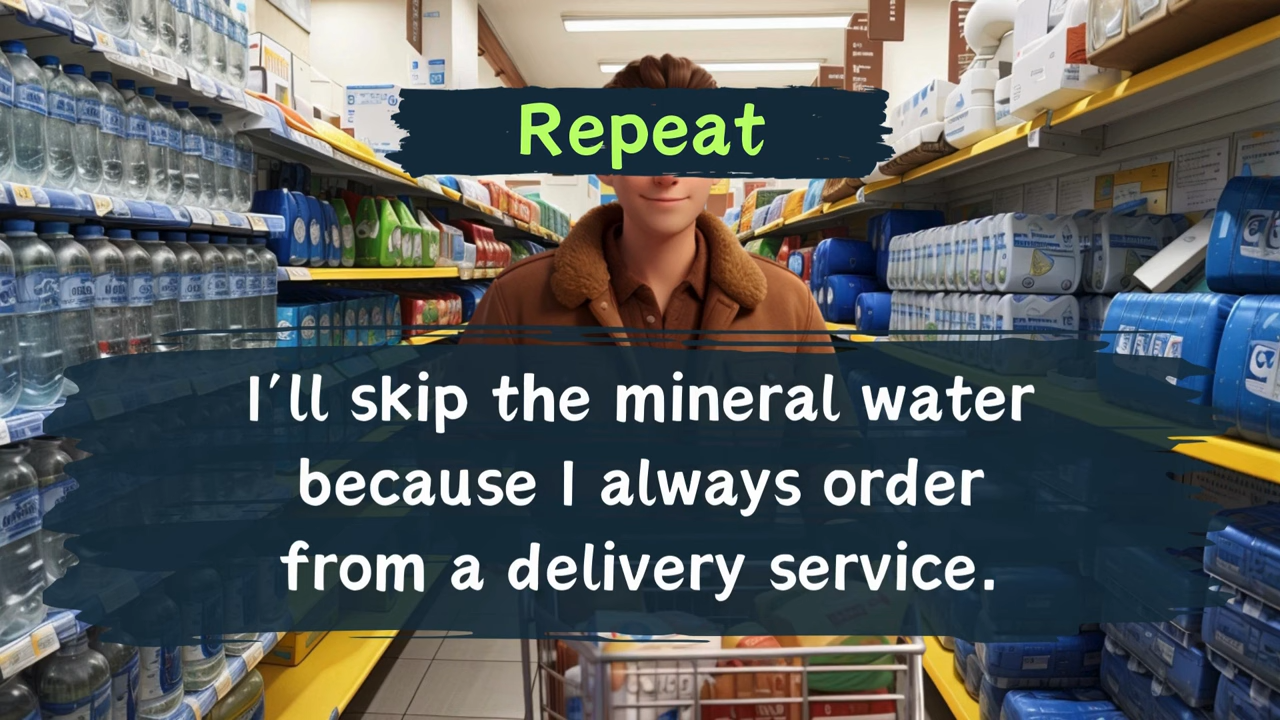 Repeat
I'll skip the mineral water
because I always order
from a delivery service.